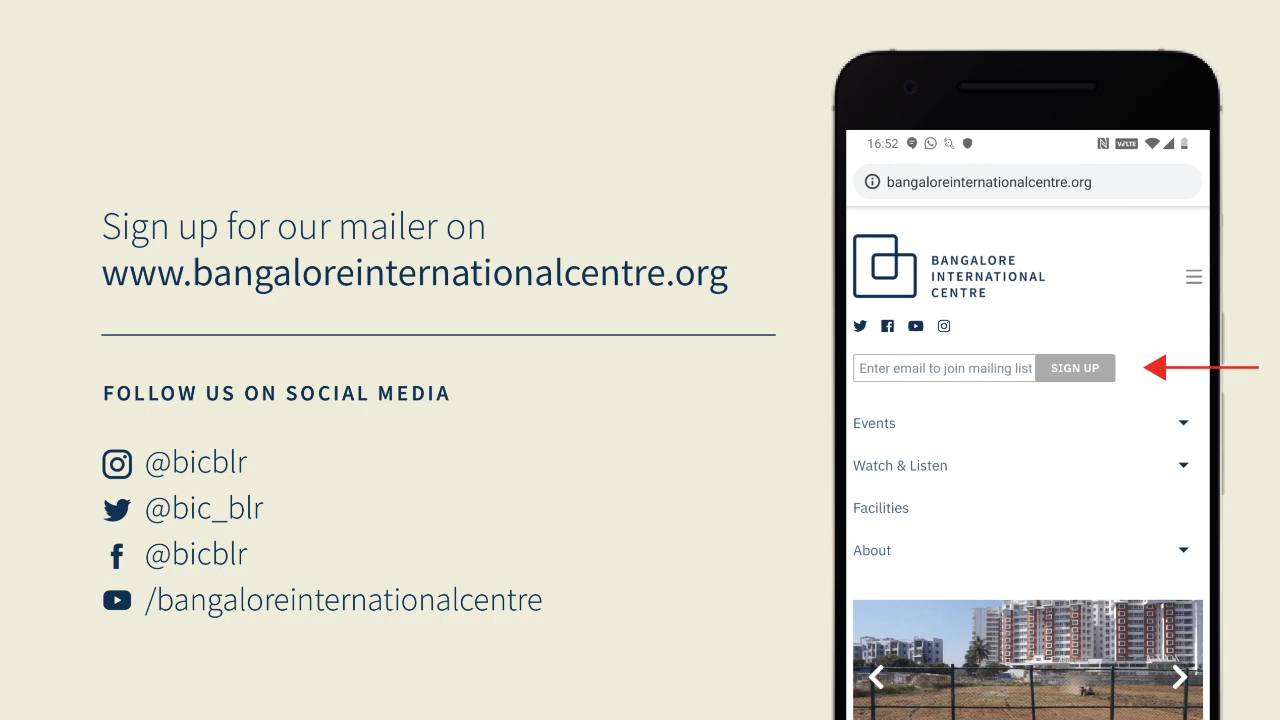 Sign up for our mailer on
www.bangaloreinternationalcentre.org
FOLLOW US ON SOCIAL MEDIA
@bicblr
@bic_blr
@bicblr
/bangaloreinternationalcentre
16:52
VoLTE
bangaloreinternationalcentre.org
BANGALORE
INTERNATIONAL
CENTRE
Enter email to join mailing list
SIGN UP
Events
Watch & Listen
Facilities
About